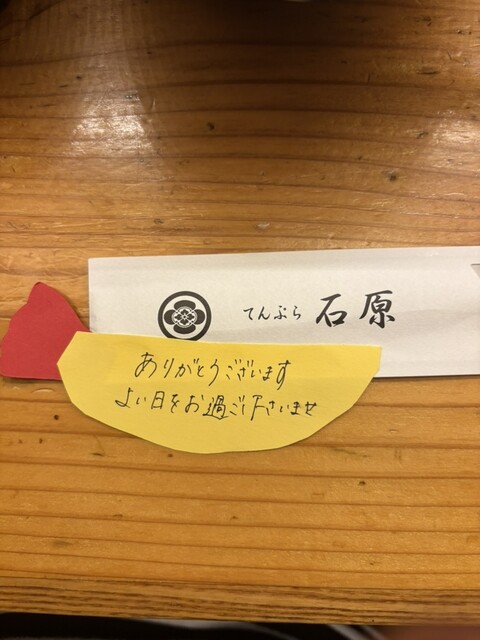 てんぷら 石原
ありがとうございます
よい日をお過ごし下さいませ